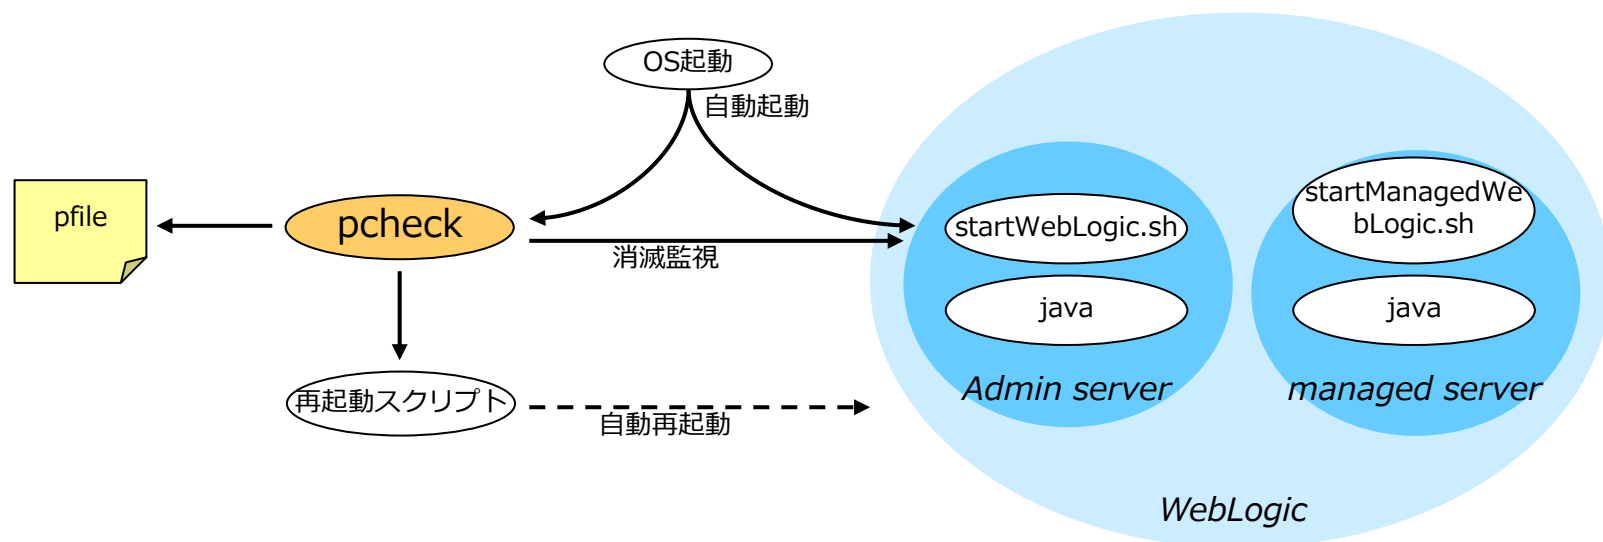 OS起動
自動起動
pfile
pcheck
消滅監視
startWebLogic.sh
java
Admin server
startManagedWe
bLogic.sh
java
managed server
再起動スクリプト
自動再起動
WebLogic